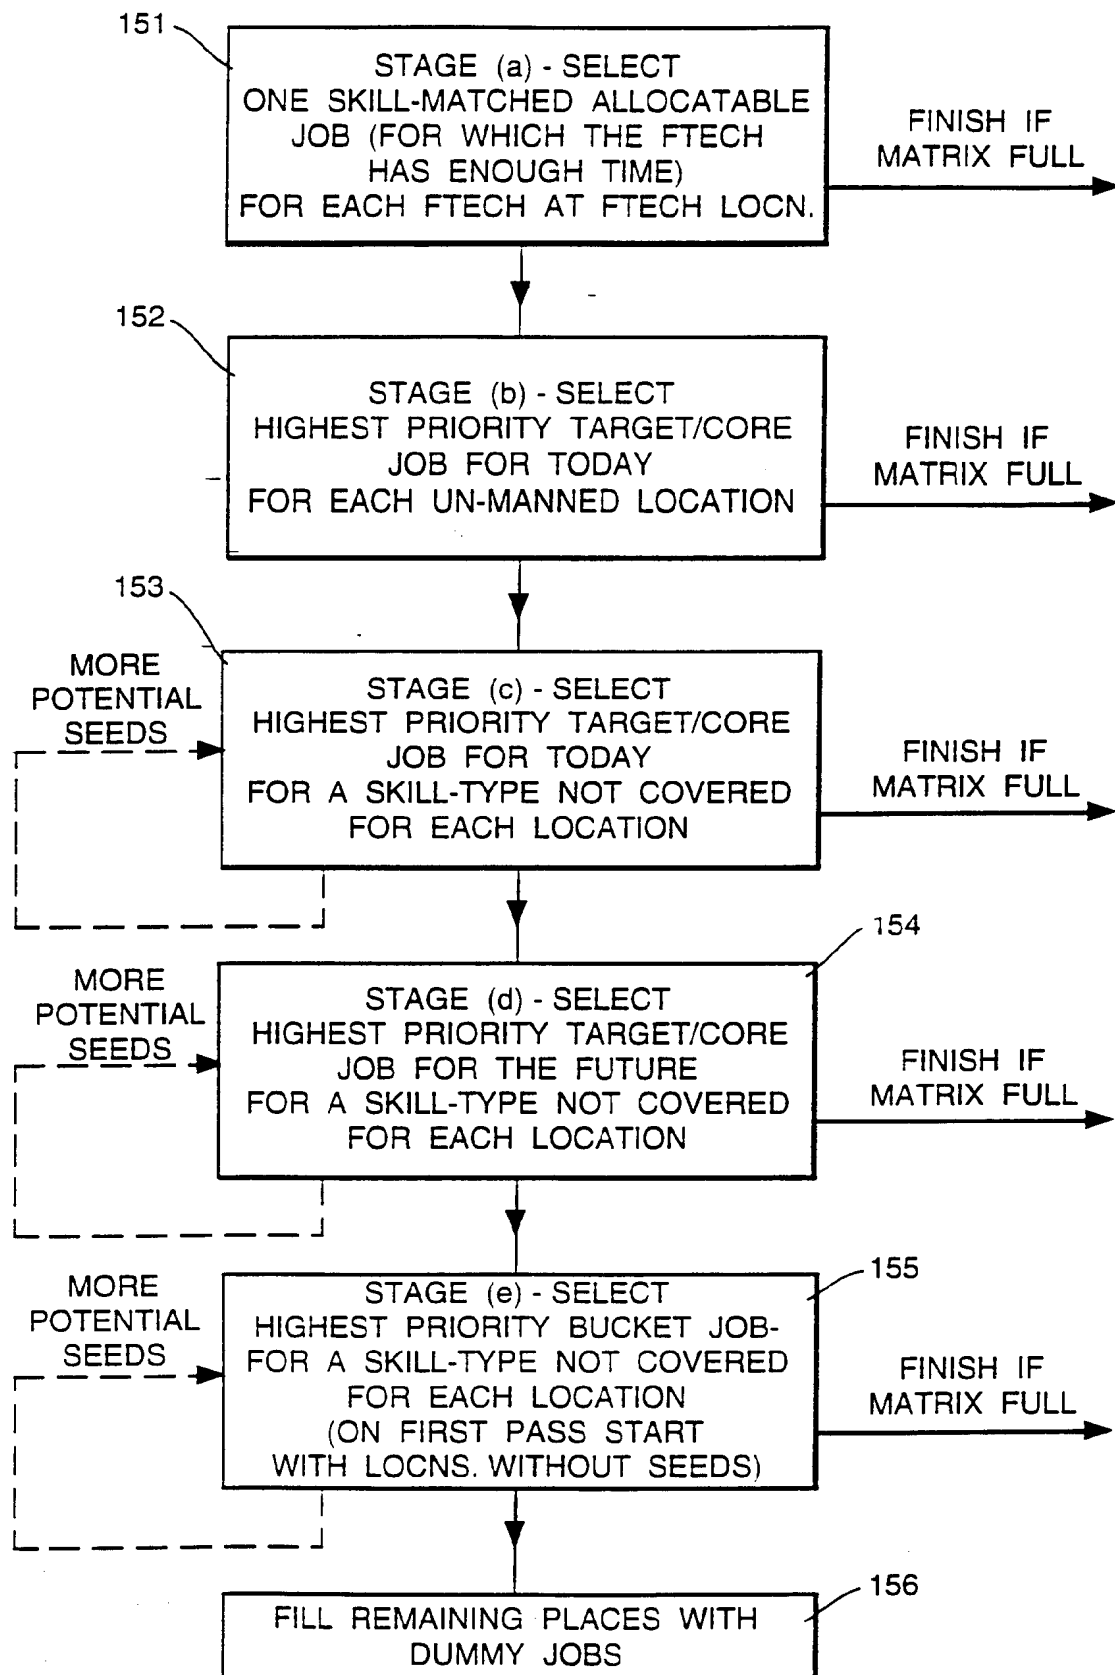 151
STAGE (a) - SELECT
ONE SKILL-MATCHED ALLOCATABLE
JOB (FOR WHICH THE FTECH
HAS ENOUGH TIME)
FOR EACH FTECH AT FTECH LOCN.
FINISH IF
MATRIX FULL
152
STAGE (b) - SELECT
HIGHEST PRIORITY TARGET/CORE
JOB FOR TODAY
FOR EACH UN-MANNED LOCATION
FINISH IF
MATRIX FULL
153
MORE
POTENTIAL
SEEDS
STAGE (c) - SELECT
HIGHEST PRIORITY TARGET/CORE
JOB FOR TODAY
FOR A SKILL-TYPE NOT COVERED
FOR EACH LOCATION
FINISH IF
MATRIX FULL
154
MORE
POTENTIAL
SEEDS
STAGE (d) - SELECT
HIGHEST PRIORITY TARGET/CORE
JOB FOR THE FUTURE
FOR A SKILL-TYPE NOT COVERED
FOR EACH LOCATION
FINISH IF
MATRIX FULL
155
MORE
POTENTIAL
SEEDS
STAGE (e) - SELECT
HIGHEST PRIORITY BUCKET JOB-
FOR A SKILL-TYPE NOT COVERED
FOR EACH LOCATION
(ON FIRST PASS START
WITH LOCNS. WITHOUT SEEDS)
FINISH IF
MATRIX FULL
156
FILL REMAINING PLACES WITH
DUMMY JOBS